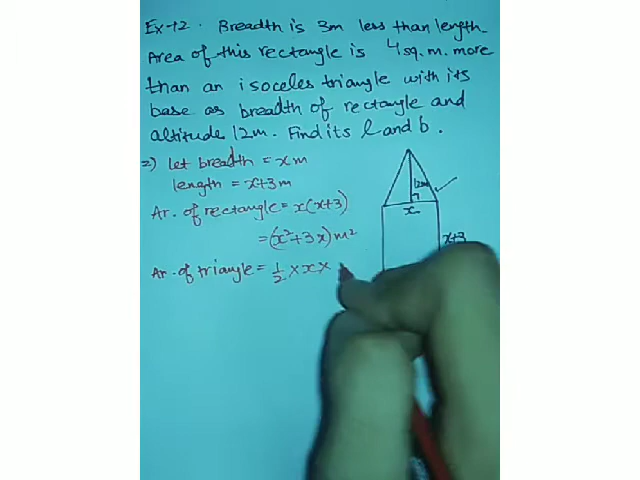 Ex-12. Breadth is 3m less than length.
Area of this rectangle is 4sq.m. more
than an isoceles triangle with its
base as breadth of rectangle and
altitude 12m. Find its l and b.
=) let breadth = x m
length = x+3 m
Ar. of rectangle = x(x+3)
= (x²+3x) m²
Ar. of triangle = 1/2 × x ×
12m
x
x+3